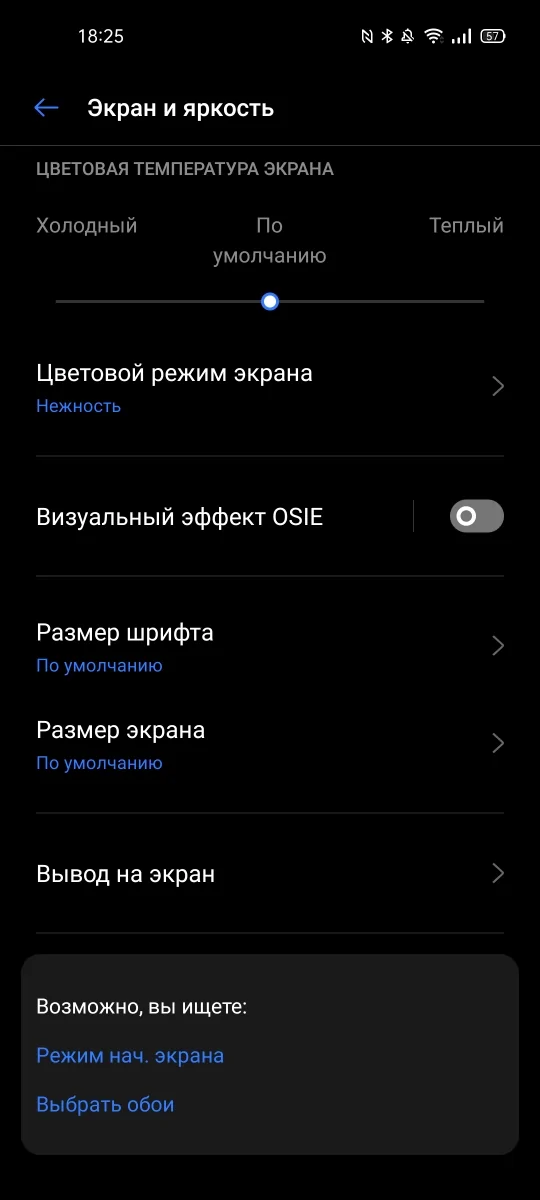 18:25
57
Экран и яркость
ЦВЕТОВАЯ ТЕМПЕРАТУРА ЭКРАНА
Холодный
По
умолчанию
Теплый
Цветовой режим экрана
Нежность
Визуальный эффект OSIE
Размер шрифта
По умолчанию
Размер экрана
По умолчанию
Вывод на экран
Возможно, вы ищете:
Режим нач. экрана
Выбрать обои